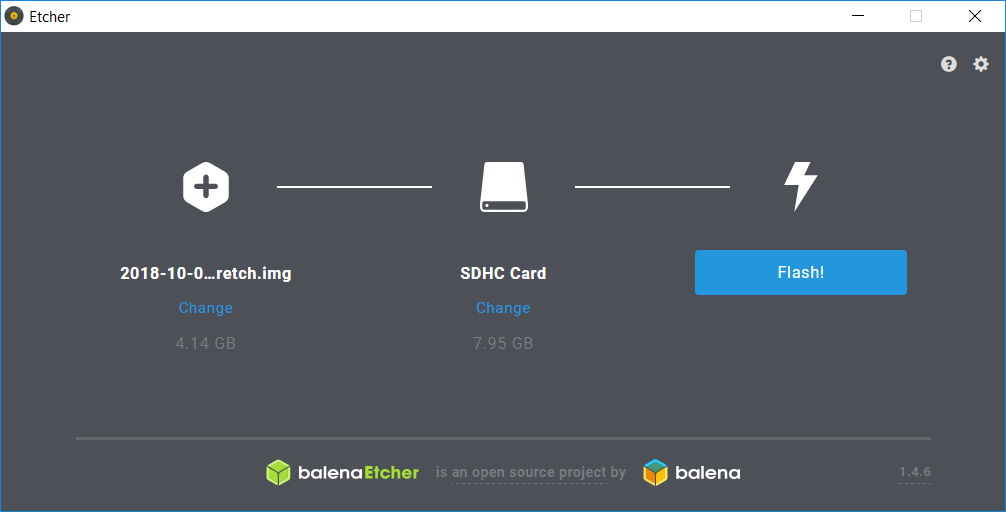 Etcher
2018-10-0...retch.img
SDHC Card
Flash!
Change
Change
4.14 GB
7.95 GB
balenaEtcher is an open source project by balena
1.4.6